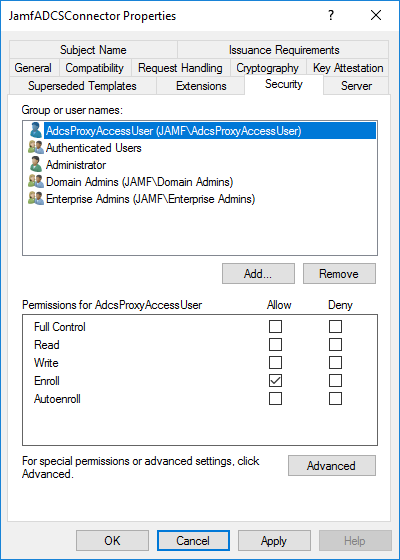 JamfADCSConnector Properties
Subject Name Issuance Requirements
General Compatibility Request Handling Cryptography Key Attestation
Superseded Templates Extensions Security Server
Group or user names:
AdcsProxyAccessUser (JAMF\AdcsProxyAccessUser)
Authenticated Users
Administrator
Domain Admins (JAMF\Domain Admins)
Enterprise Admins (JAMF\Enterprise Admins)
Add... Remove
Permissions for AdcsProxyAccessUser Allow Deny
Full Control
Read
Write
Enroll
Autoenroll
For special permissions or advanced settings, click
Advanced.
Advanced
OK Cancel Apply Help